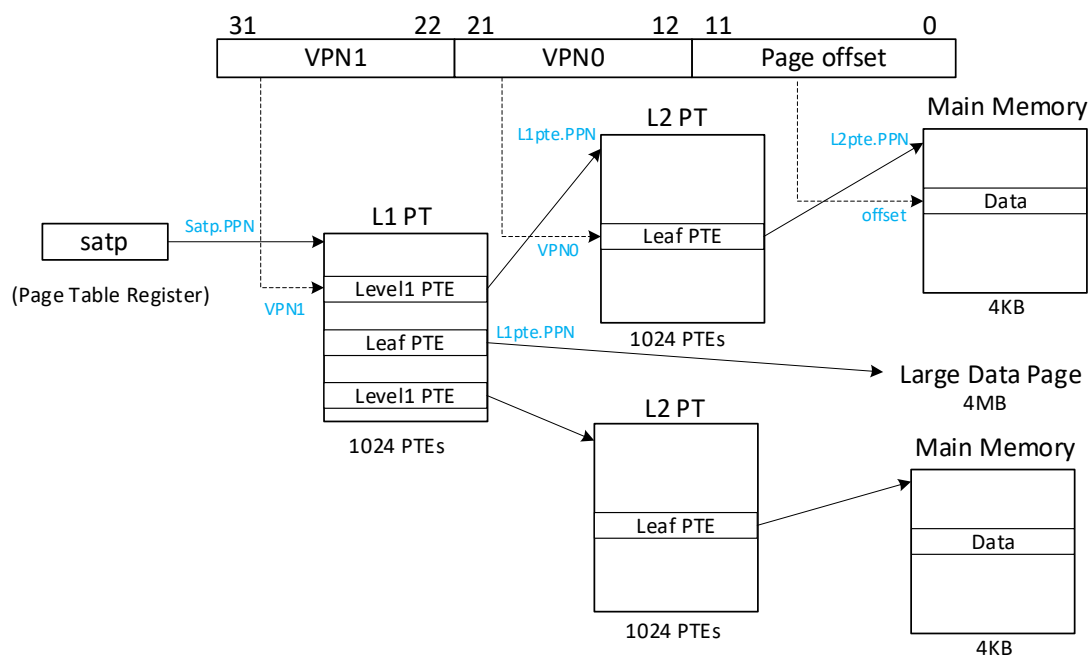 31 22 21 12 11 0
VPN1 VPN0 Page offset
Main Memory
L2 PT
L1pte.PPN
L2pte.PPN
Data
offset
L1 PT
Satp.PPN
satp
Leaf PTE
VPN0
(Page Table Register)
Level1 PTE
VPN1
4KB
1024 PTEs
L1pte.PPN
Leaf PTE
Large Data Page
4MB
Level1 PTE
L2 PT
1024 PTEs
Main Memory
Leaf PTE
Data
1024 PTEs
4KB